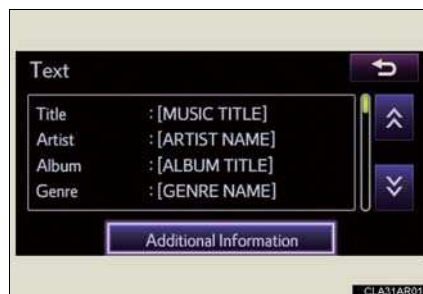 Text
Title : [MUSIC TITLE]
Artist : [ARTIST NAME]
Album : [ALBUM TITLE]
Genre : [GENRE NAME]
Additional Information
CLA31AR01